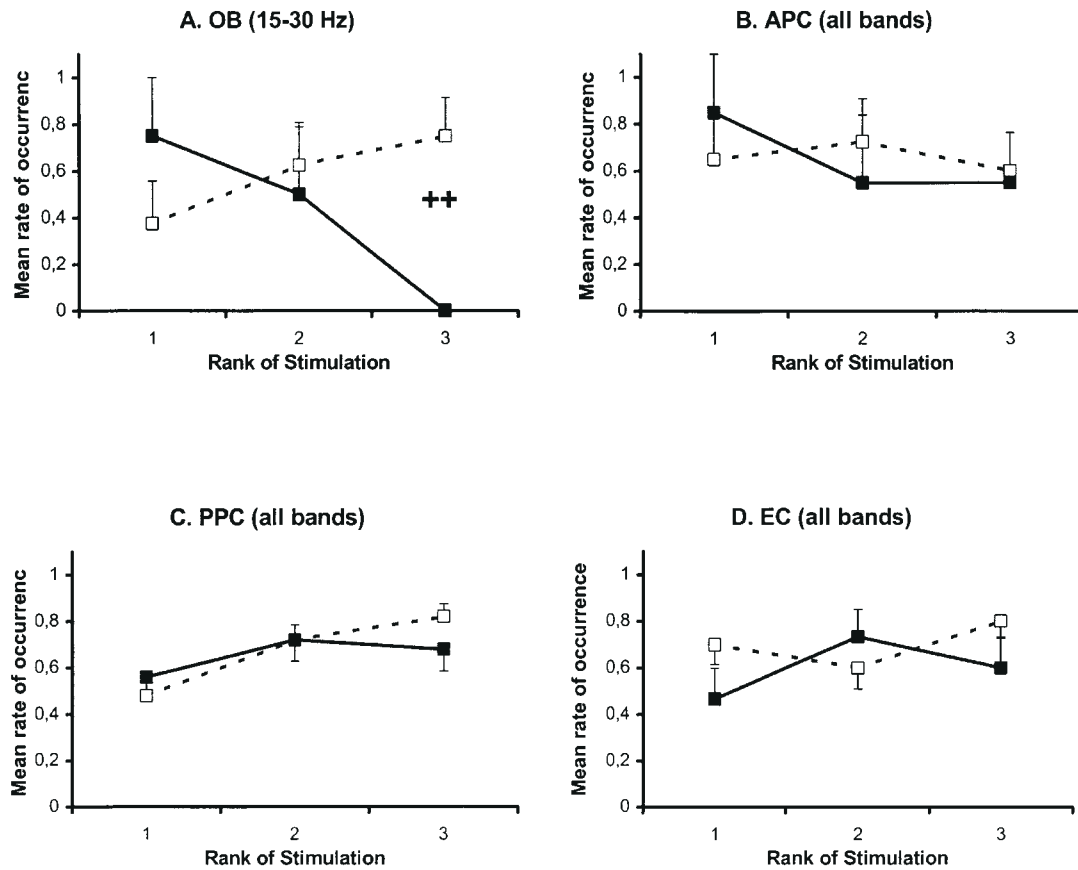 A. OB (15-30 Hz)
Mean rate of occurrenc
1
0,8
0,6
0,4
0,2
0
++
1 2 3
Rank of Stimulation
B. APC (all bands)
Mean rate of occurrenc
1
0,8
0,6
0,4
0,2
0
1 2 3
Rank of Stimulation
C. PPC (all bands)
Mean rate of occurrenc
1
0,8
0,6
0,4
0,2
0
1 2 3
Rank of Stimulation
D. EC (all bands)
Mean rate of occurrence
1
0,8
0,6
0,4
0,2
0
1 2 3
Rank of Stimulation